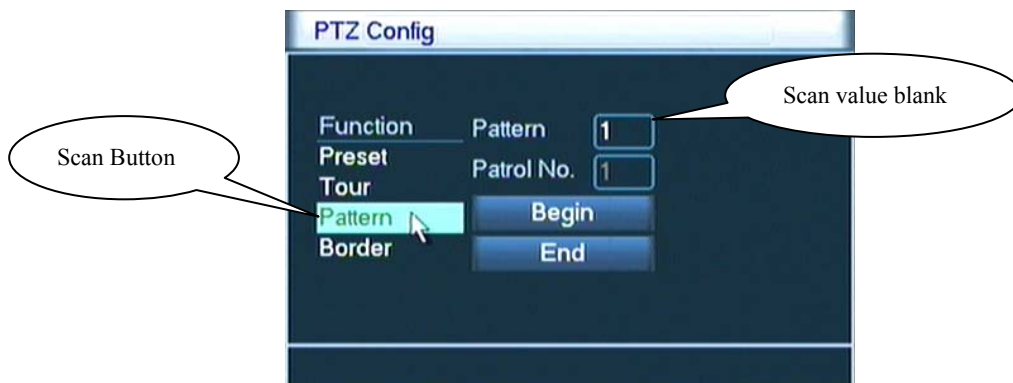 PTZ Config
Scan value blank
Function Pattern 1
Scan Button
Preset
Patrol No. 1
Tour
Pattern Begin
Border End